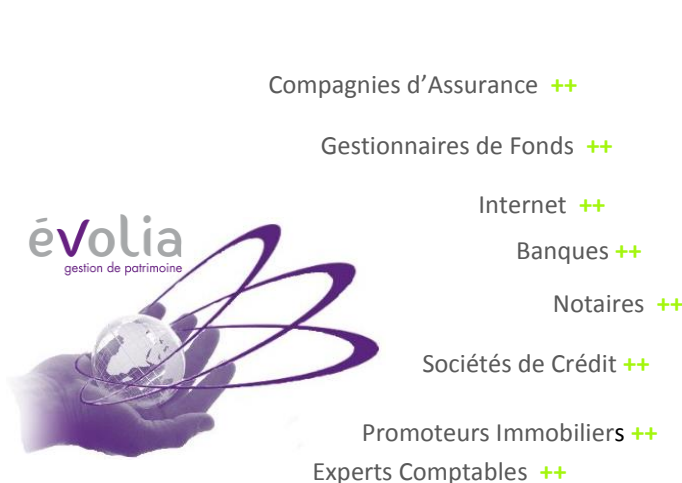 Compagnies d’Assurance ++
Gestionnaires de Fonds ++
Internet ++
évolia
gestion de patrimoine
Banques ++
Notaires ++
Sociétés de Crédit ++
Promoteurs Immobiliers ++
Experts Comptables ++